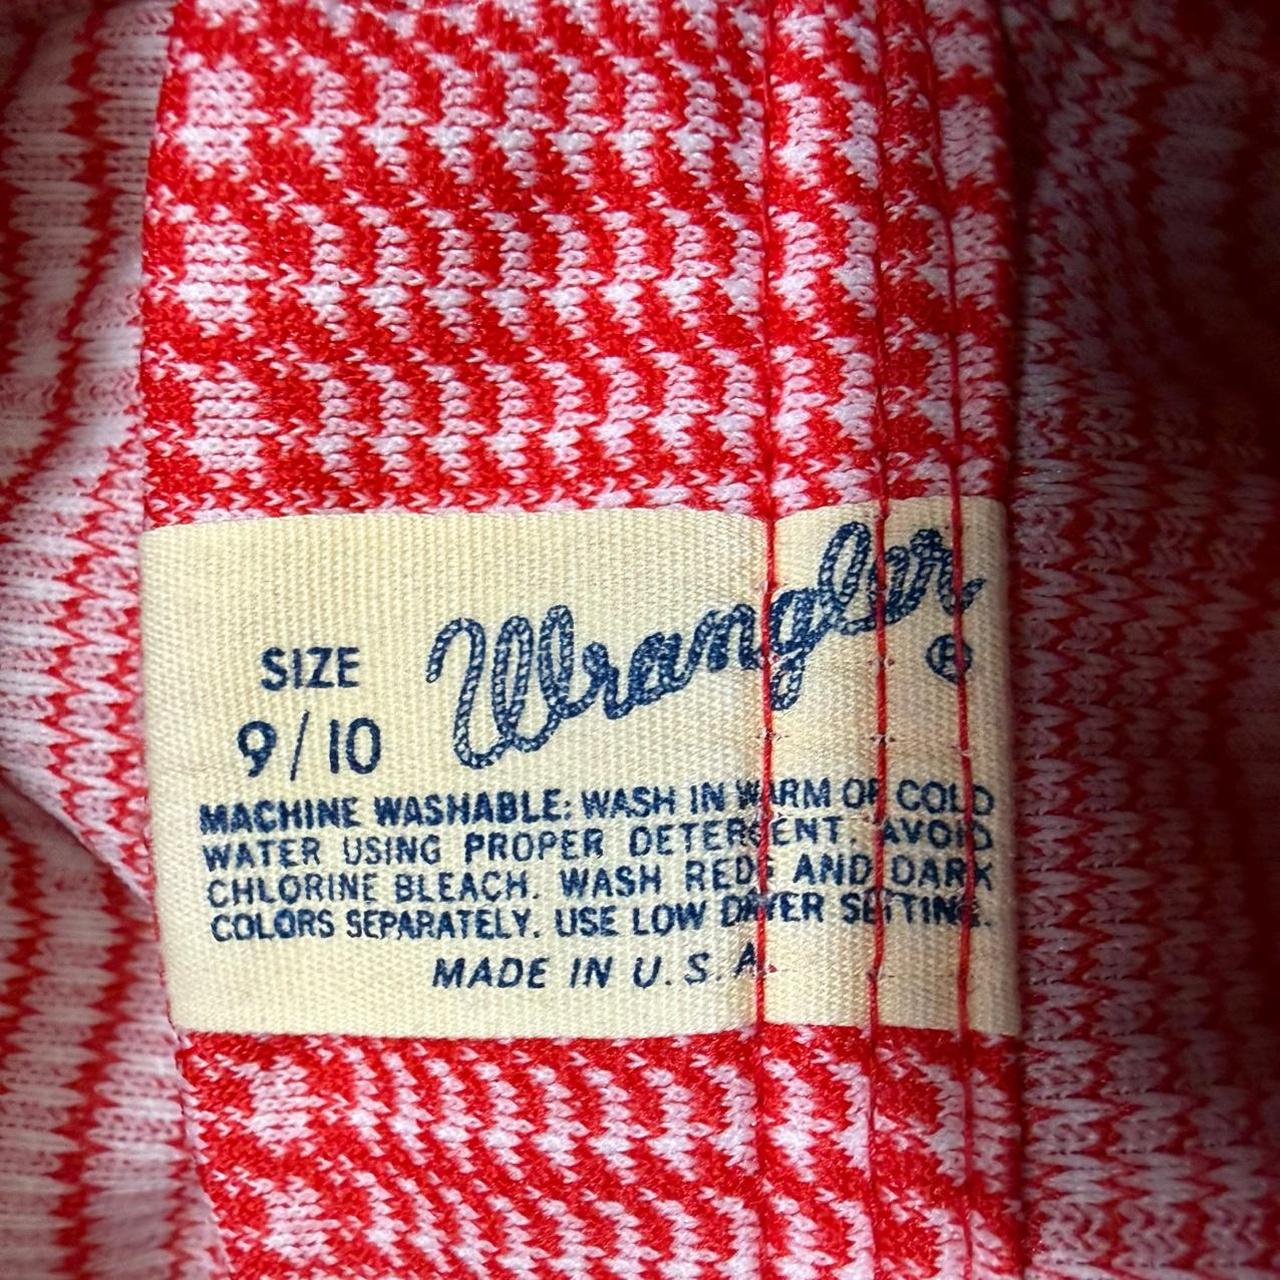 Wrangler
®
SIZE
9/10
MACHINE WASHABLE: WASH IN WARM OR COLD
WATER USING PROPER DETERGENT. AVOID
CHLORINE BLEACH. WASH REDS AND DARK
COLORS SEPARATELY. USE LOW DRYER SETTING.
MADE IN U.S.A.